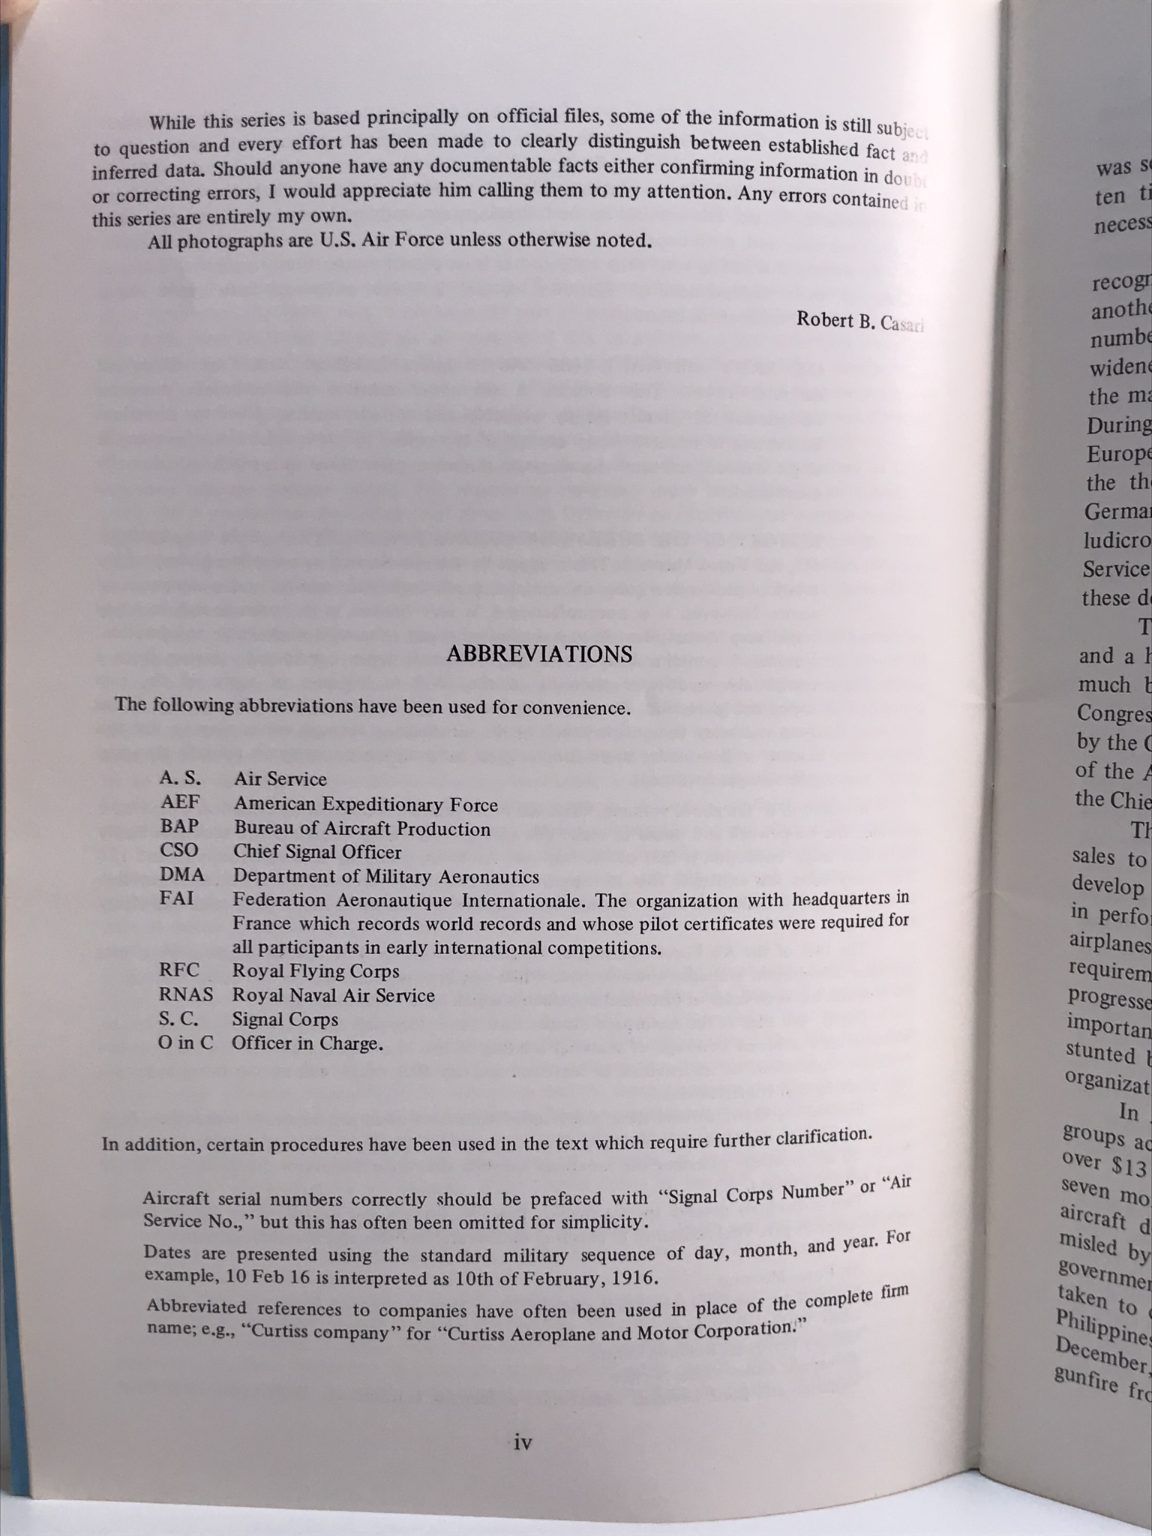 While this series is based principally on official files, some of the information is still subject
to question and every effort has been made to clearly distinguish between established fact and
inferred data. Should anyone have any documentable facts either confirming information in doubt
or correcting errors, I would appreciate him calling them to my attention. Any errors contained in
this series are entirely my own.
All photographs are U.S. Air Force unless otherwise noted.
Robert B. Casari
ABBREVIATIONS
The following abbreviations have been used for convenience.
A. S. Air Service
AEF American Expeditionary Force
BAP Bureau of Aircraft Production
CSO Chief Signal Officer
DMA Department of Military Aeronautics
FAI Federation Aeronautique Internationale. The organization with headquarters in
France which records world records and whose pilot certificates were required for
all participants in early international competitions.
RFC Royal Flying Corps
RNAS Royal Naval Air Service
S. C. Signal Corps
O in C Officer in Charge.
In addition, certain procedures have been used in the text which require further clarification.
Aircraft serial numbers correctly should be prefaced with “Signal Corps Number” or “Air
Service No.,” but this has often been omitted for simplicity.
Dates are presented using the standard military sequence of day, month, and year. For
example, 10 Feb 16 is interpreted as 10th of February, 1916.
Abbreviated references to companies have often been used in place of the complete firm
name; e.g., “Curtiss company” for “Curtiss Aeroplane and Motor Corporation.”
iv
was
ten
necess
recogn
anothe
numbe
widene
the ma
During
Europe
the the
German
ludicro
Service
these de
T
and a
much
Congres
by the
of the A
the Chie
Th
sales to
develop
in perfo
airplanes
requirem
progresse
importan
stunted
organizat
In
groups ac
over $13
seven mo
aircraft d
misled by
governmen
taken to
Philippines
December,
gunfire fro